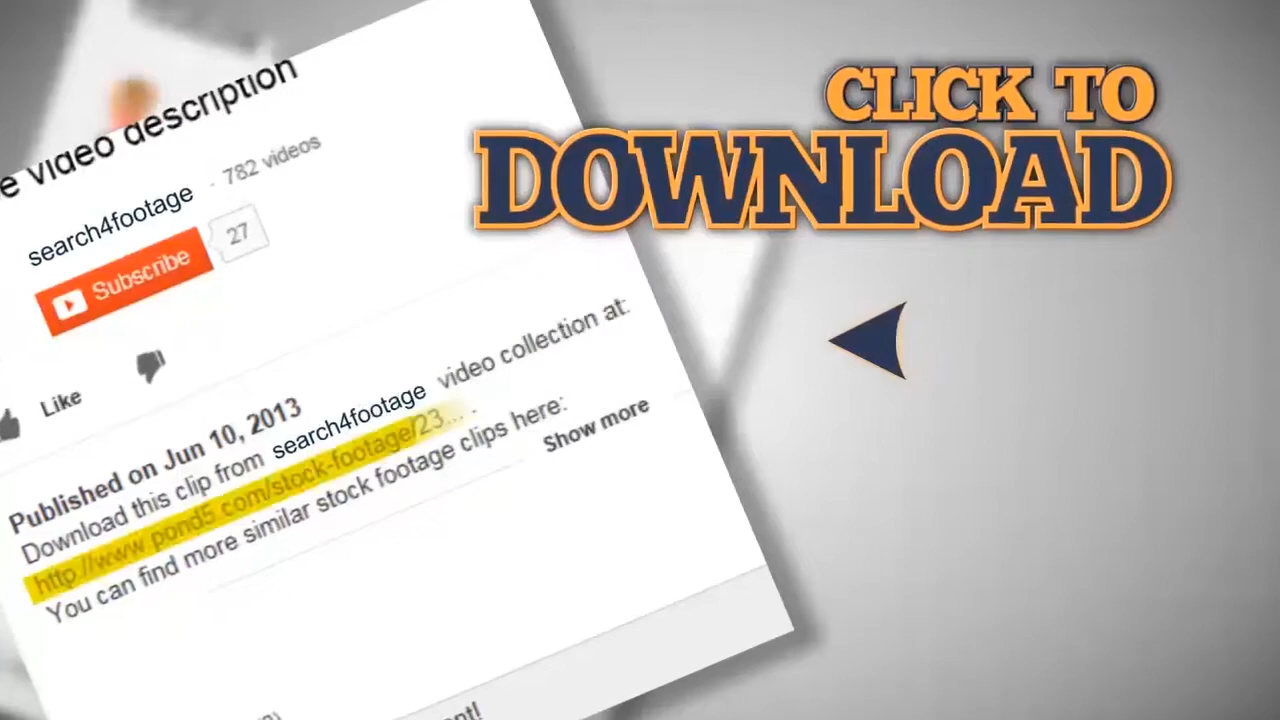 CLICK TO
DOWNLOAD
e video description
search4footage · 782 videos
Subscribe 27
Like
Published on Jun 10, 2013
Download this clip from search4footage video collection at:
http://www.pond5.com/stock-footage/23... .
You can find more similar stock footage clips here:
Show more